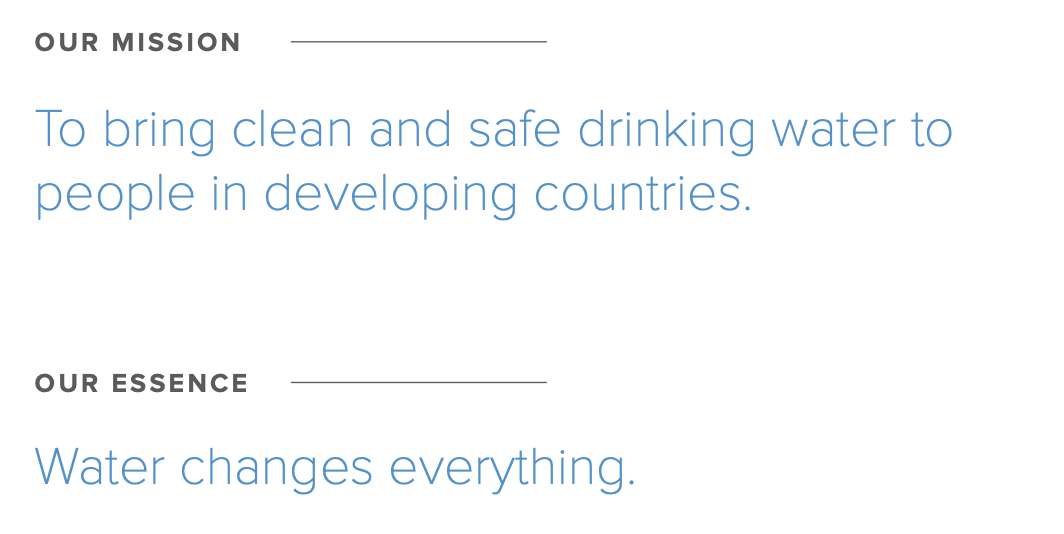 OUR MISSION
To bring clean and safe drinking water to
people in developing countries.
OUR ESSENCE
Water changes everything.